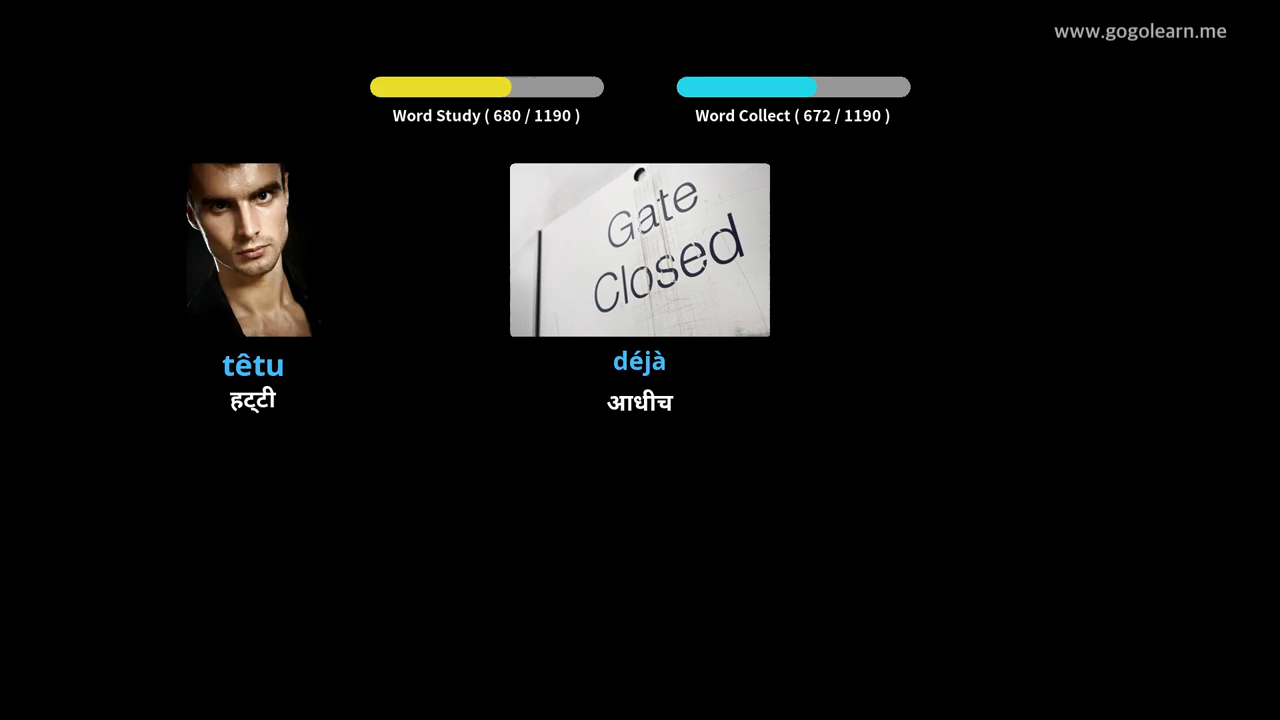 www.gogolearn.me
Word Study ( 680 / 1190 )
Word Collect ( 672 / 1190 )
Gate
Closed
têtu
हट्टी
déjà
आधीच